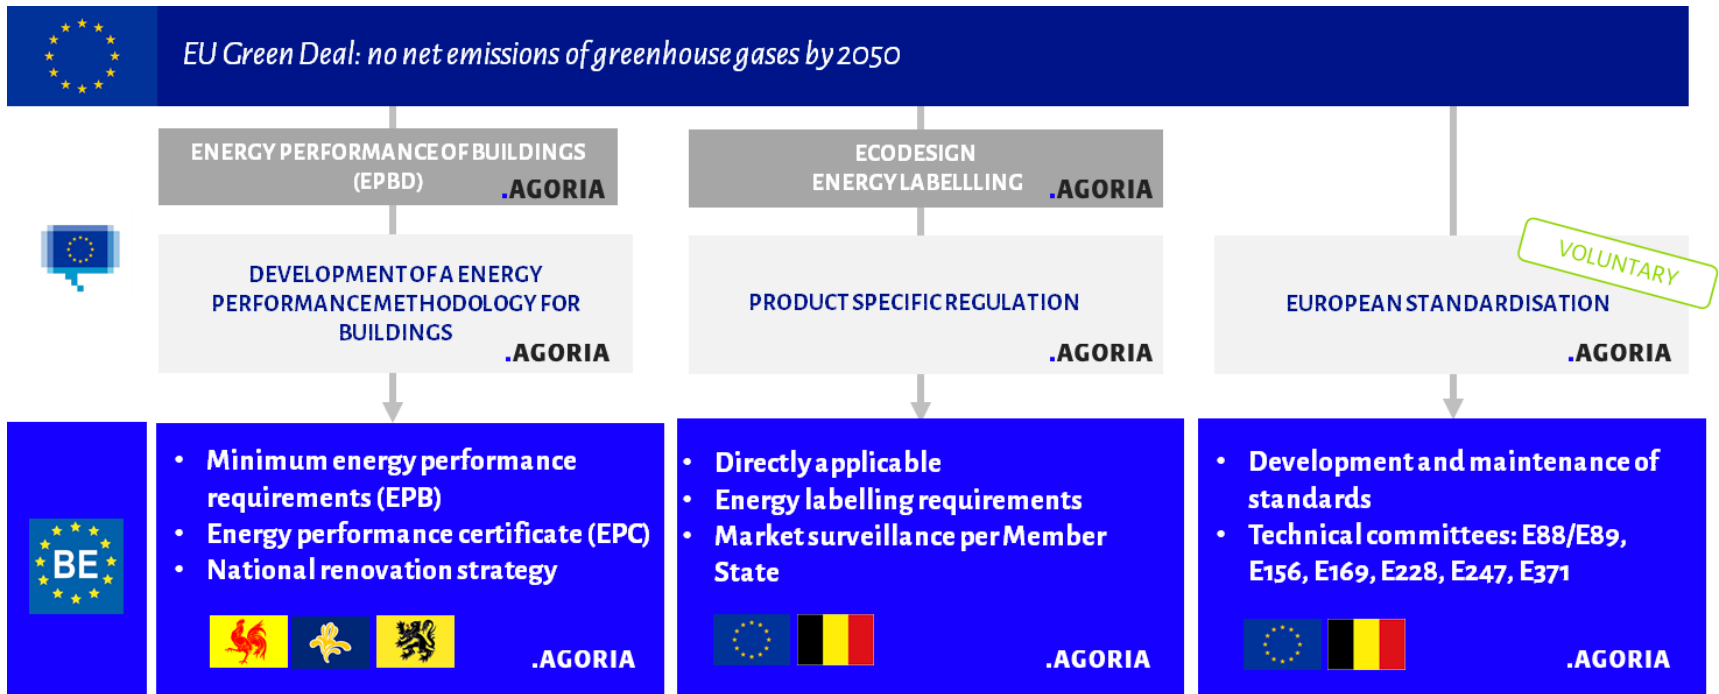 EU Green Deal: no net emissions of greenhouse gases by 2050
ENERGY PERFORMANCE OF BUILDINGS
(EPBD)
.AGORIA
ECODESIGN
ENERGY LABELLLING
.AGORIA
DEVELOPMENT OF A ENERGY
PERFORMANCE METHODOLOGY FOR
BUILDINGS
.AGORIA
PRODUCT SPECIFIC REGULATION
.AGORIA
VOLUNTARY
EUROPEAN STANDARDISATION
.AGORIA
BE
• Minimum energy performance
requirements (EPB)
• Energy performance certificate (EPC)
• National renovation strategy
.AGORIA
• Directly applicable
• Energy labelling requirements
• Market surveillance per Member
State
.AGORIA
• Development and maintenance of
standards
• Technical committees: E88/E89,
E156, E169, E228, E247, E371
.AGORIA